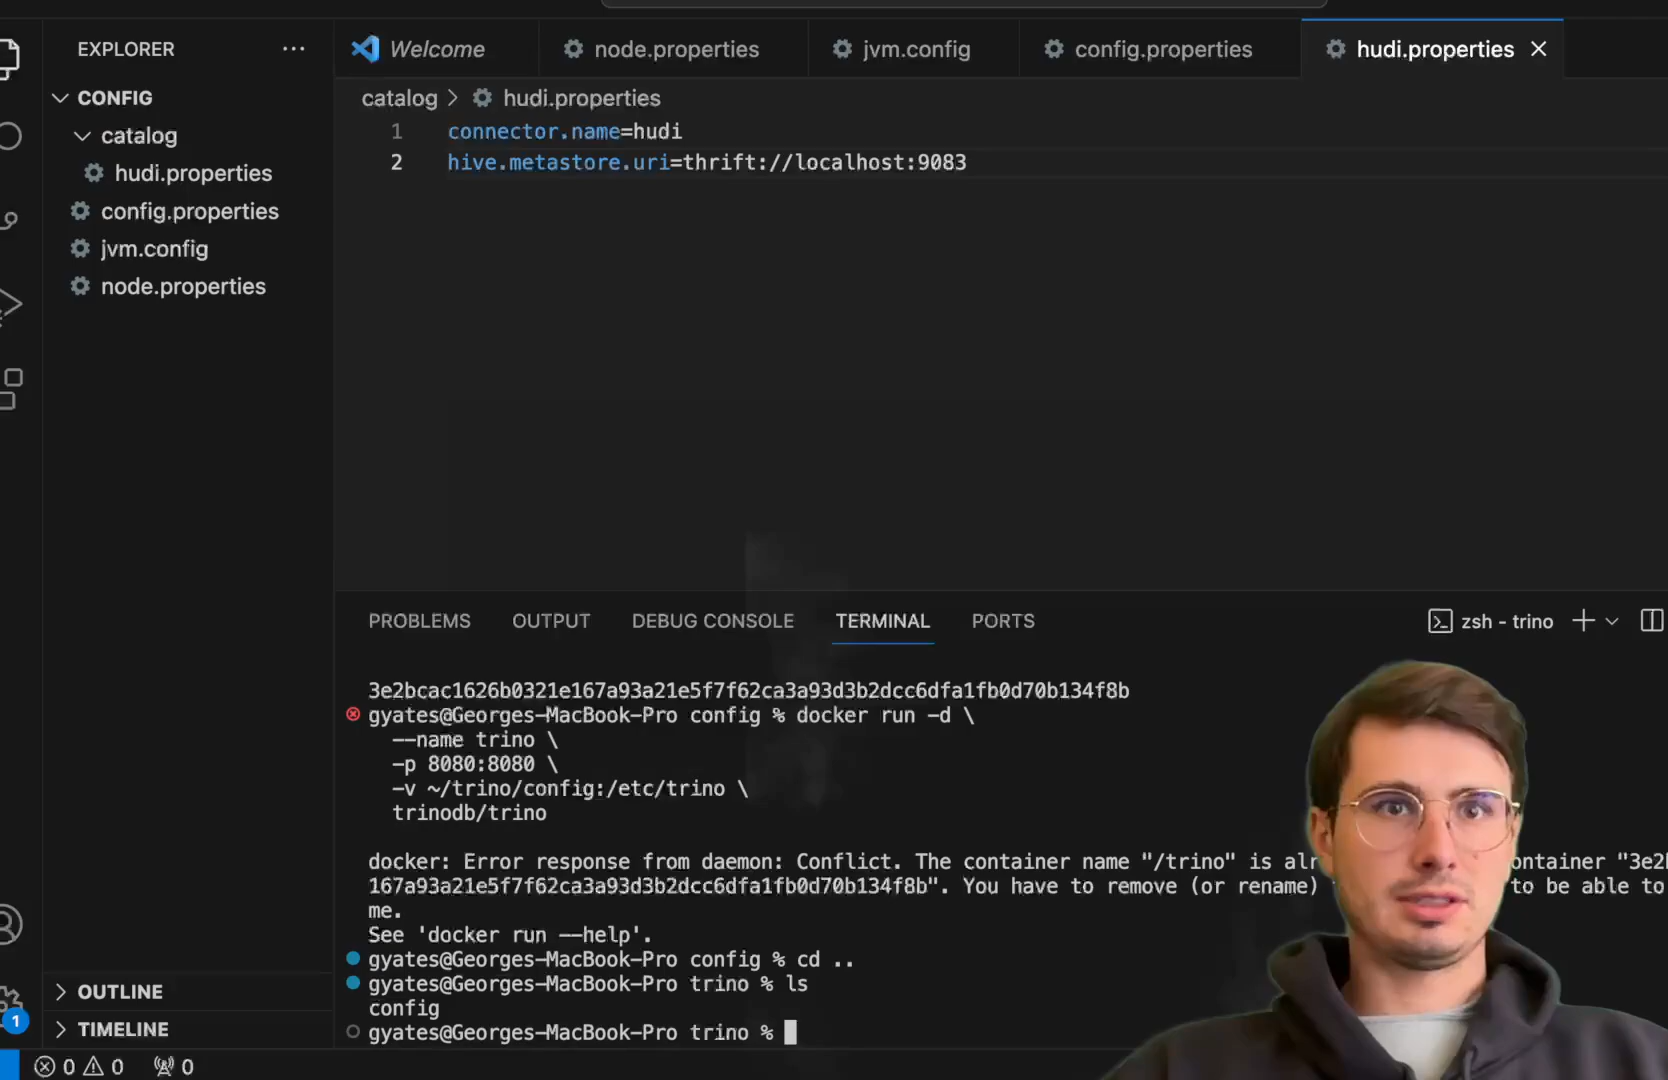 EXPLORER
Welcome
node.properties
jvm.config
config.properties
hudi.properties
CONFIG
catalog
hudi.properties
config.properties
jvm.config
node.properties
catalog > hudi.properties
1 connector.name=hudi
2 hive.metastore.uri=thrift://localhost:9083
PROBLEMS OUTPUT DEBUG CONSOLE TERMINAL PORTS
zsh - trino
3e2bcac1626b0321e167a93a21e5f7f62ca3a93d3b2dcc6dfa1fb0d70b134f8b
gyates@Georges-MacBook-Pro config % docker run -d \
--name trino \
-p 8080:8080 \
-v ~/trino/config:/etc/trino \
trinodb/trino
docker: Error response from daemon: Conflict. The container name "/trino" is
167a93a21e5f7f62ca3a93d3b2dcc6dfa1fb0d70b134f8b". You have to remove (or rename) to be able to
me.
See 'docker run --help'.
gyates@Georges-MacBook-Pro config % cd ..
gyates@Georges-MacBook-Pro trino % ls
config
gyates@Georges-MacBook-Pro trino %
OUTLINE
TIMELINE
1
0 0 0